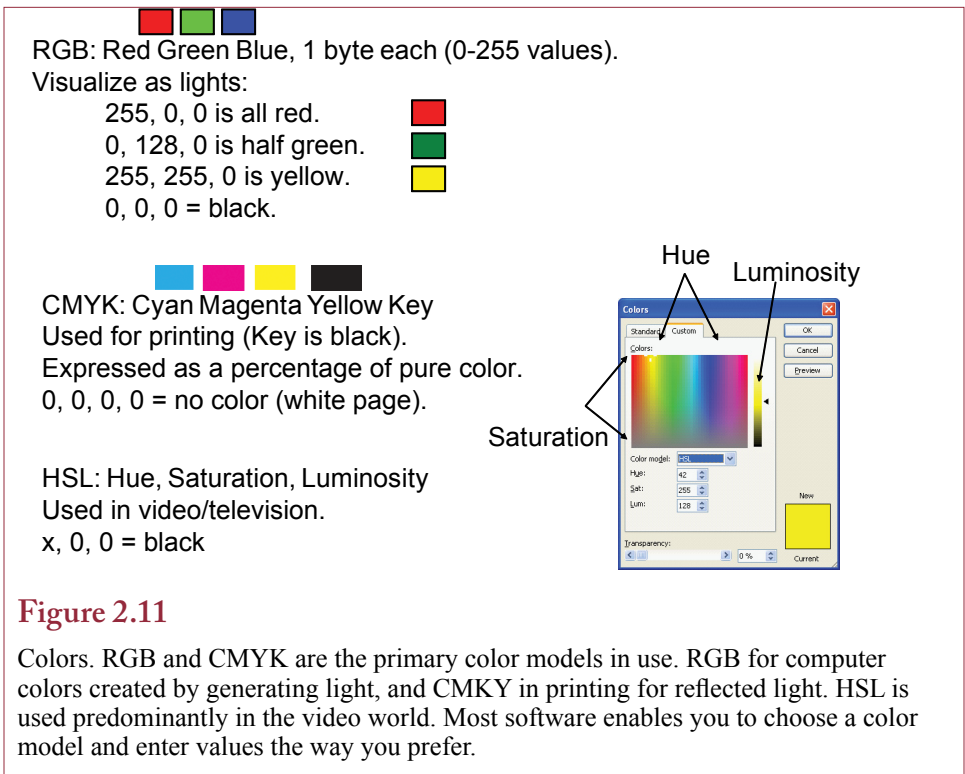 RGB: Red Green Blue, 1 byte each (0-255 values).
Visualize as lights:
255, 0, 0 is all red.
0, 128, 0 is half green.
255, 255, 0 is yellow.
0, 0, 0 = black.
CMYK: Cyan Magenta Yellow Key
Used for printing (Key is black).
Expressed as a percentage of pure color.
0, 0, 0, 0 = no color (white page).
HSL: Hue, Saturation, Luminosity
Used in video/television.
x, 0, 0 = black
Hue
Luminosity
Saturation
Colors
Standard Custom
OK
Cancel
Preview
Colors:
Color model: HSL
Hue: 42
Sat: 255
Lum: 128
New
Transparency:
0 %
Current
Figure 2.11
Colors. RGB and CMYK are the primary color models in use. RGB for computer
colors created by generating light, and CMKY in printing for reflected light. HSL is
used predominantly in the video world. Most software enables you to choose a color
model and enter values the way you prefer.